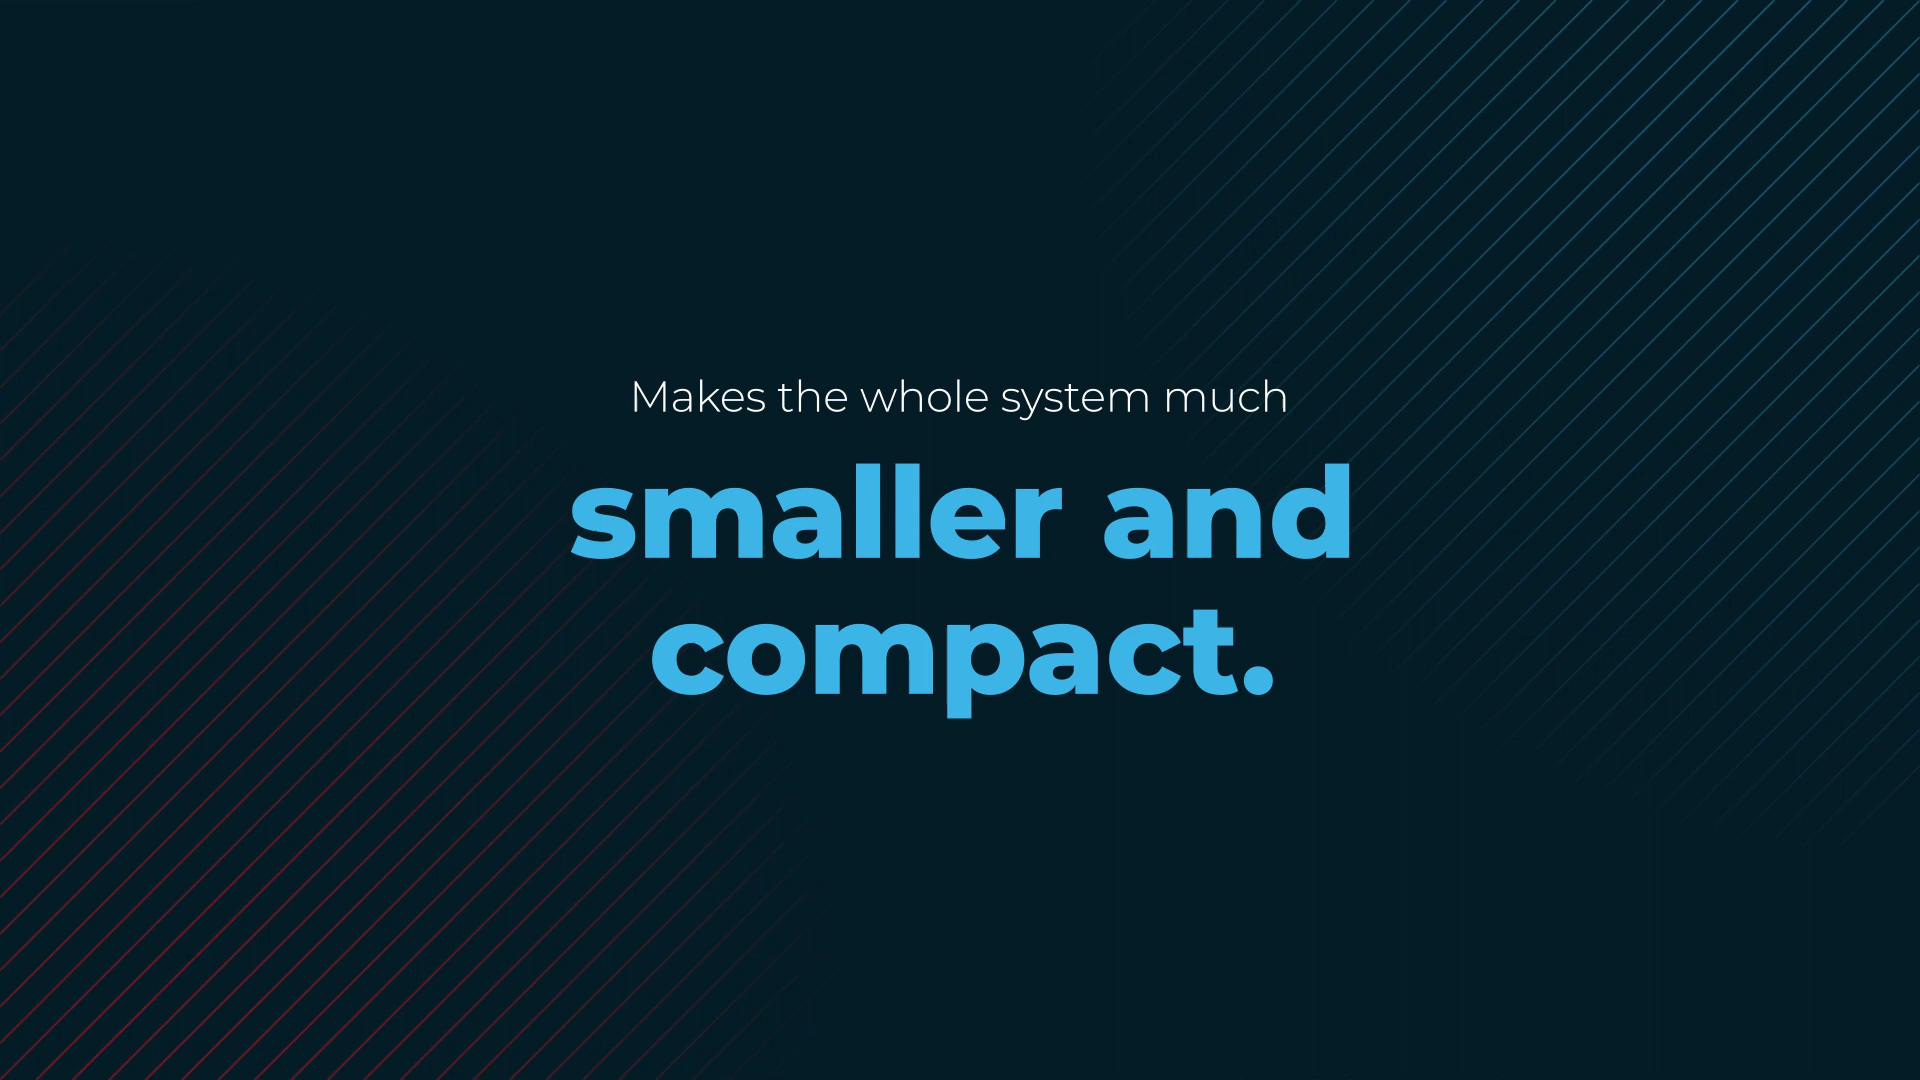 Makes the whole system much
smaller and
compact.